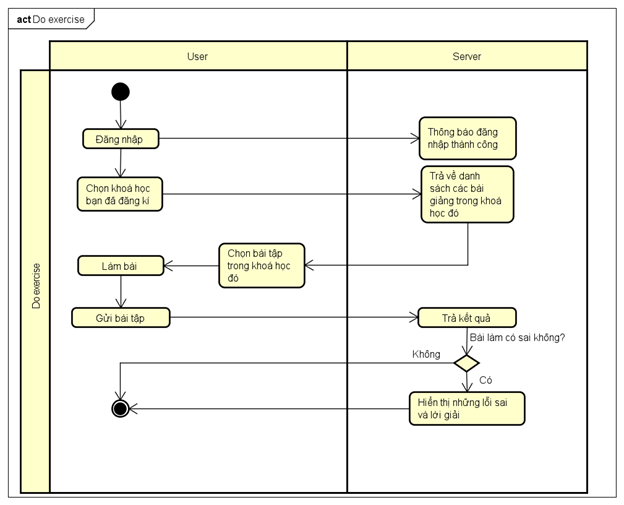 act Do exercise
User
Server
Do exercise
Đăng nhập
Thông báo đăng
nhập thành công
Chọn khoá học
bạn đã đăng kí
Trả về danh
sách các bài
giảng trong khoá
học đó
Chọn bài tập
trong khoá học
đó
Làm bài
Gửi bài tập
Trả kết quả
Bài làm có sai không?
Không
Có
Hiển thị những lỗi sai
và lời giải